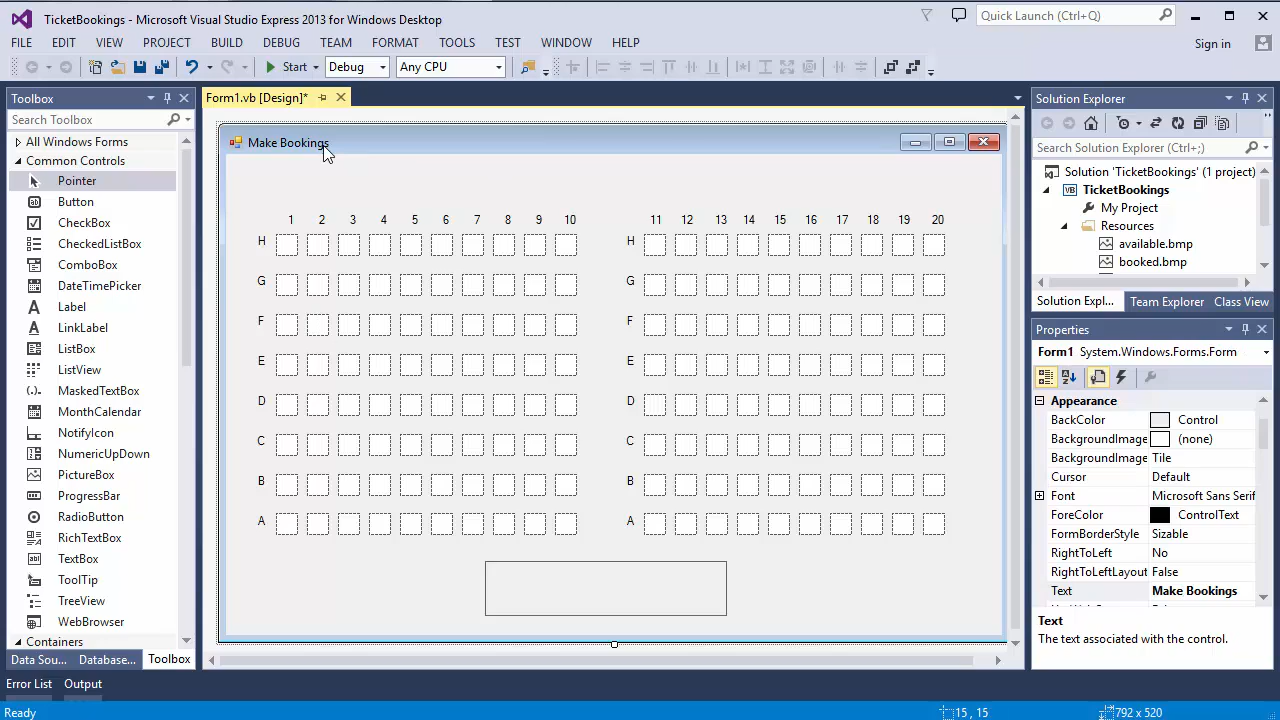 TicketBookings - Microsoft Visual Studio Express 2013 for Windows Desktop
Quick Launch (Ctrl+Q)
FILE EDIT VIEW PROJECT BUILD DEBUG TEAM FORMAT TOOLS TEST WINDOW HELP
Sign in
Start Debug Any CPU
Toolbox
Search Toolbox
All Windows Forms
Common Controls
Pointer
Button
CheckBox
CheckedListBox
ComboBox
DateTimePicker
Label
LinkLabel
ListBox
ListView
MaskedTextBox
MonthCalendar
NotifyIcon
NumericUpDown
PictureBox
ProgressBar
RadioButton
RichTextBox
TextBox
ToolTip
TreeView
WebBrowser
Containers
Data Sou... Database... Toolbox
Form1.vb [Design]*
Make Bookings
1 2 3 4 5 6 7 8 9 10 11 12 13 14 15 16 17 18 19 20
H H
G G
F F
E E
D D
C C
B B
A A
Solution Explorer
Search Solution Explorer (Ctrl+;)
Solution 'TicketBookings' (1 project)
TicketBookings
My Project
Resources
available.bmp
booked.bmp
Solution Expl... Team Explorer Class View
Properties
Form1 System.Windows.Forms.Form
Appearance
BackColor Control
BackgroundImage (none)
BackgroundImage Tile
Cursor Default
Font Microsoft Sans Serif
ForeColor ControlText
FormBorderStyle Sizable
RightToLeft No
RightToLeftLayout False
Text Make Bookings
Text
The text associated with the control.
Error List Output
Ready
15 , 15
792 x 520